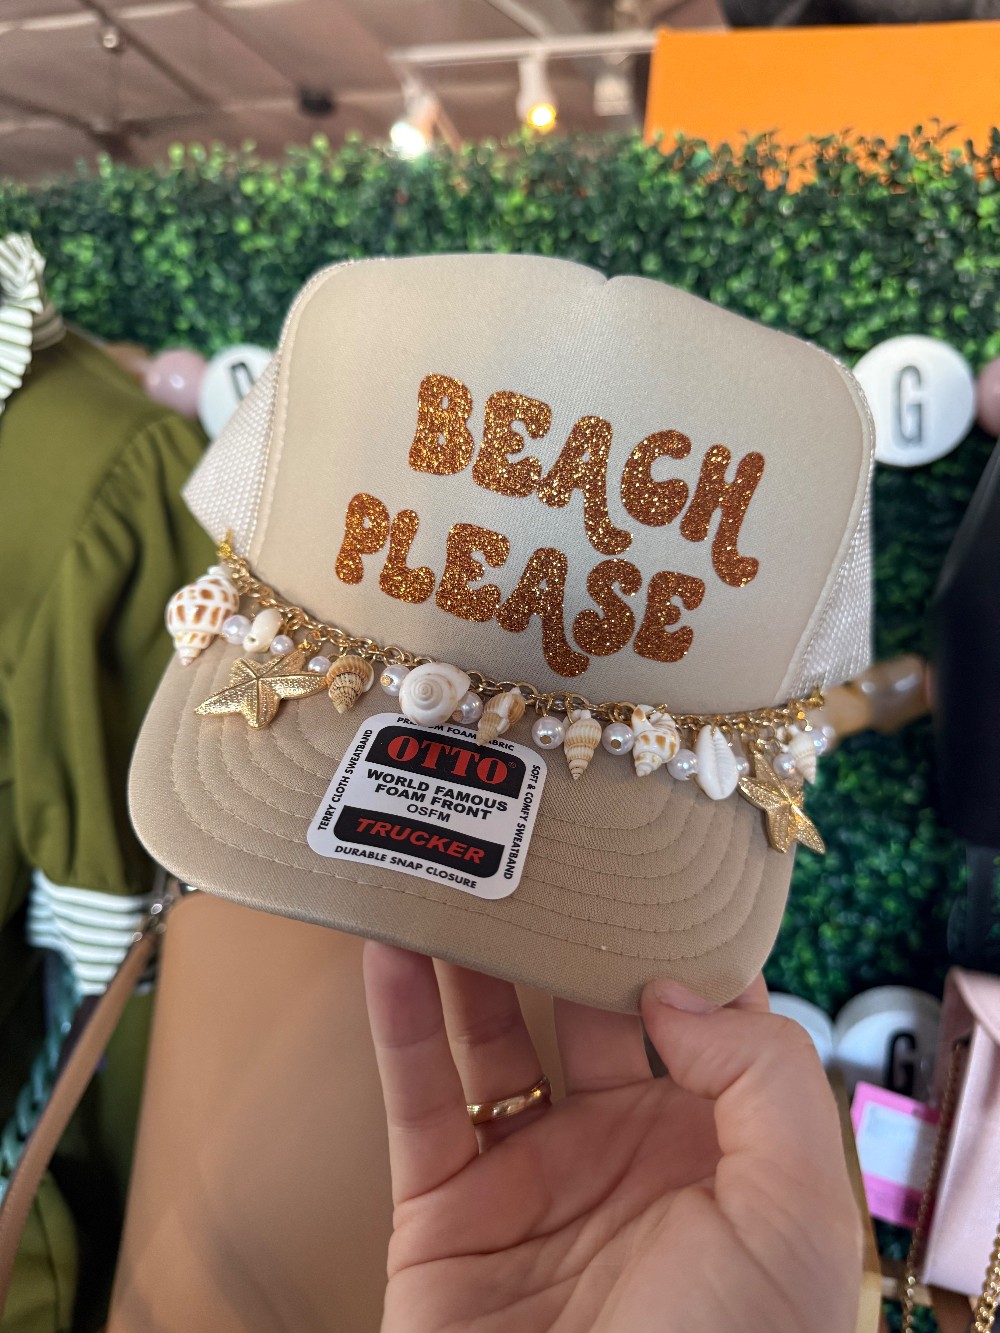 BEACH
PLEASE
PREMIUM FOAM FABRIC
TERRY CLOTH SWEATBAND
SOFT & COMFY SWEATBAND
OTTO
WORLD FAMOUS
FOAM FRONT
OSFM
TRUCKER
DURABLE SNAP CLOSURE
G
G